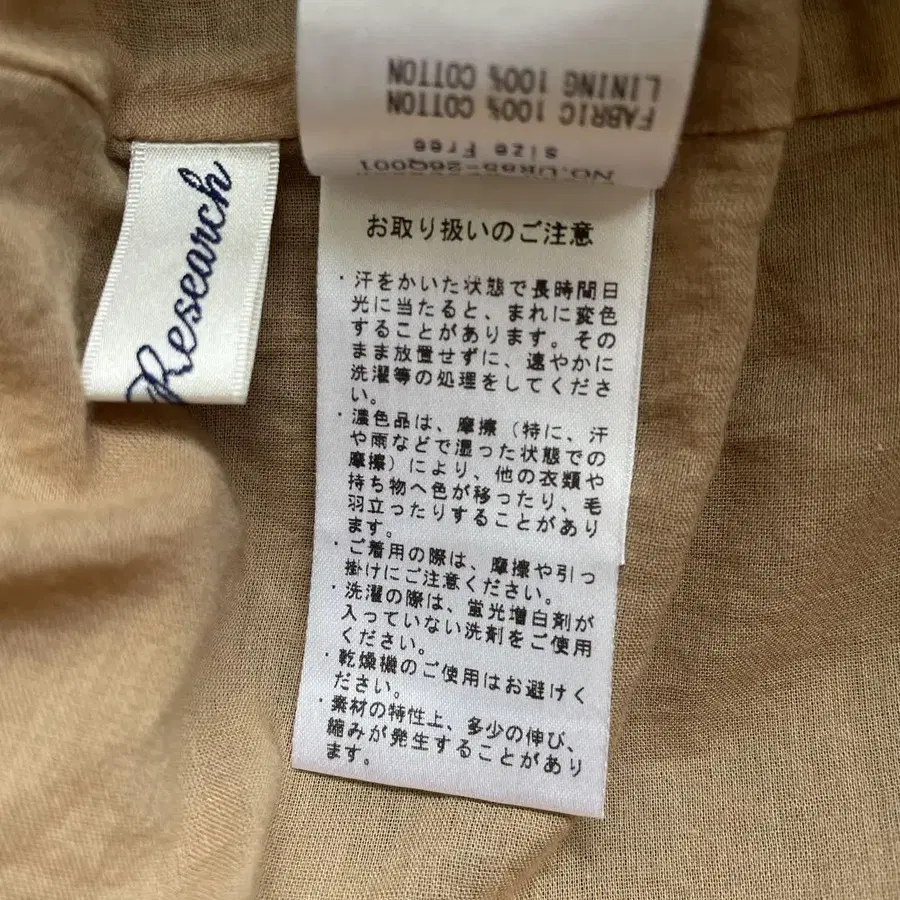 LINING 100% COTTON
FABRIC 100% COTTON
Size Free
Research
お取り扱いのご注意
・汗をかいた状態で長時間日
光に当たると、まれに変色
することがあります。その
まま放置せずに、速やかに
洗濯等の処理をしてくださ
い。
・濃色品は、摩擦（特に、汗
や雨などで湿った状態での
摩擦）により、他の衣類や
持ち物へ色が移ったり、毛
羽立ったりすることがあり
ます。
・ご着用の際は、摩擦や引っ
掛けにご注意ください。
・洗濯の際は、蛍光増白剤が
入っていない洗剤をご使用
ください。
・乾燥機のご使用はお避けく
ださい。
・素材の特性上、多少の伸び、
縮みが発生することがあり
ます。